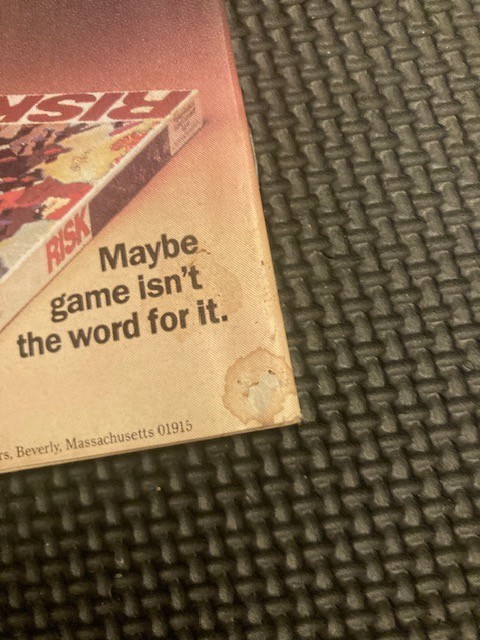 RISK
RISK
Maybe
game isn't
the word for it.
rs, Beverly, Massachusetts 01915